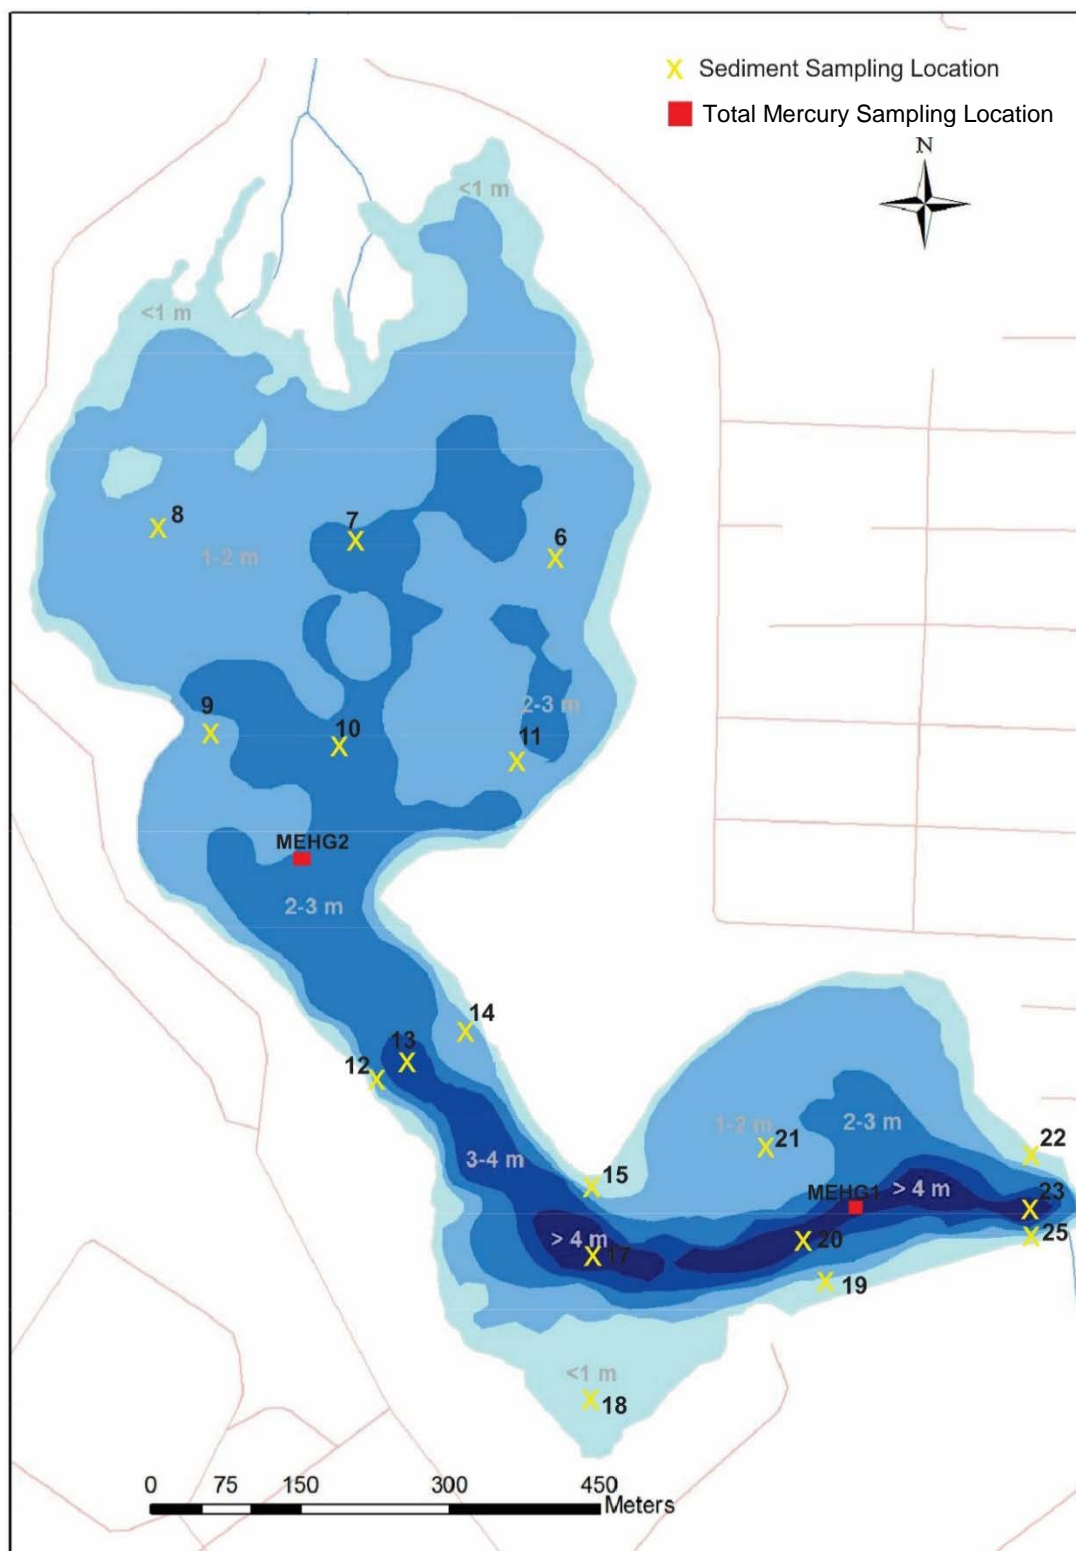 X Sediment Sampling Location
Total Mercury Sampling Location
N
<1 m
<1 m
8
7
6
1-2 m
9
10
2-3 m
11
MEHG2
2-3 m
14
13
12
1-2 m
21
2-3 m
22
3-4 m
15
MEHG1
> 4 m
23
> 4 m
17
20
25
19
<1 m
18
0 75 150 300 450
Meters